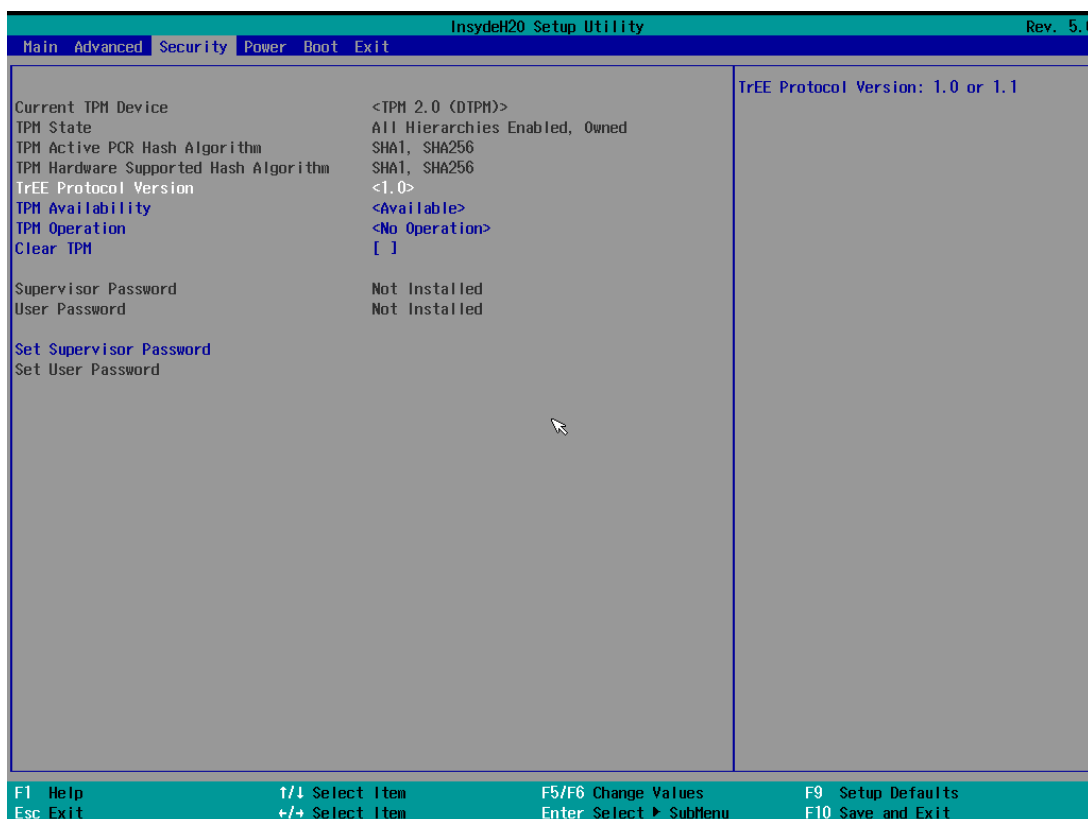 InsydeH20 Setup Utility Rev. 5.
Main Advanced Security Power Boot Exit
TrEE Protocol Version: 1.0 or 1.1
Current TPM Device <TPM 2.0 (DTPM)>
TPM State All Hierarchies Enabled, Owned
TPM Active PCR Hash Algorithm SHA1, SHA256
TPM Hardware Supported Hash Algorithm SHA1, SHA256
TrEE Protocol Version <1.0>
TPM Availability <Available>
TPM Operation <No Operation>
Clear TPM [ ]
Supervisor Password Not Installed
User Password Not Installed
Set Supervisor Password
Set User Password
F1 Help ↑/↓ Select Item F5/F6 Change Values F9 Setup Defaults
Esc Exit ←/→ Select Item Enter Select ▶ SubMenu F10 Save and Exit